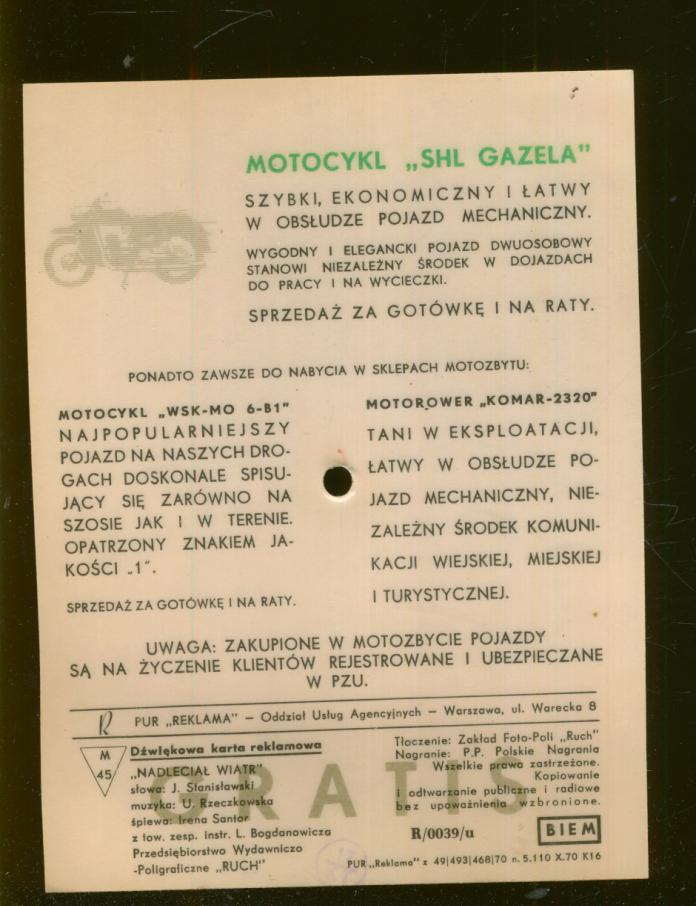 MOTOCYKL „SHL GAZELA"
SZYBKI, EKONOMICZNY I ŁATWY
W OBSŁUDZE POJAZD MECHANICZNY.
WYGODNY I ELEGANCKI POJAZD DWUOSOBOWY
STANOWI NIEZALEŻNY ŚRODEK W DOJAZDACH
DO PRACY I NA WYCIECZKI.
SPRZEDAŻ ZA GOTÓWKĘ I NA RATY.
PONADTO ZAWSZE DO NABYCIA W SKLEPACH MOTOZBYTU:
MOTOCYKL „WSK-MO 6-B1"
NAJPOPULARNIEJSZY
POJAZD NA NASZYCH DRO-
GACH DOSKONALE SPISU-
JĄCY SIĘ ZARÓWNO NA
SZOSIE JAK I W TERENIE.
OPATRZONY ZNAKIEM JA-
KOŚCI „1".
SPRZEDAŻ ZA GOTÓWKĘ I NA RATY.
MOTOROWER „KOMAR-2320"
TANI W EKSPLOATACJI,
ŁATWY W OBSŁUDZE PO-
JAZD MECHANICZNY, NIE-
ZALEŻNY ŚRODEK KOMUNI-
KACJI WIEJSKIEJ, MIEJSKIEJ
I TURYSTYCZNEJ.
UWAGA: ZAKUPIONE W MOTOZBYCIE POJAZDY
SĄ NA ŻYCZENIE KLIENTÓW REJESTROWANE I UBEZPIECZANE
W PZU.
R PUR „REKLAMA" – Oddział Usług Agencyjnych – Warszawa, ul. Warecka 8
M
45
Dźwiękowa karta reklamowa
„NADLECIAŁ WIATR"
słowa: J. Stanisławski
muzyka: U. Rzeczkowska
śpiewa: Irena Santor
z tow. zesp. instr. L. Bogdanowicza
Przedsiębiorstwo Wydawniczo
-Poligraficzne „RUCH"
GRATIS
Tłoczenie: Zakład Foto-Poli „Ruch"
Nagranie: P.P. Polskie Nagrania
Wszelkie prawa zastrzeżone.
Kopiowanie
i odtwarzanie publiczne i radiowe
bez upoważnienia wzbronione.
R/0039/u
BIEM
PUR „Reklama" z 49|493|468|70 n. 5.110 X.70 K16